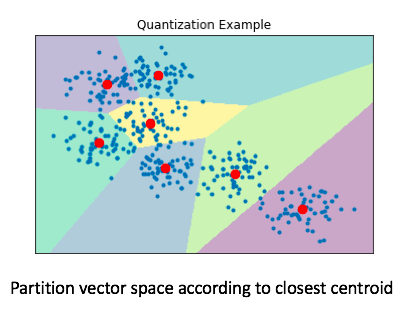 Quantization Example
Partition vector space according to closest centroid